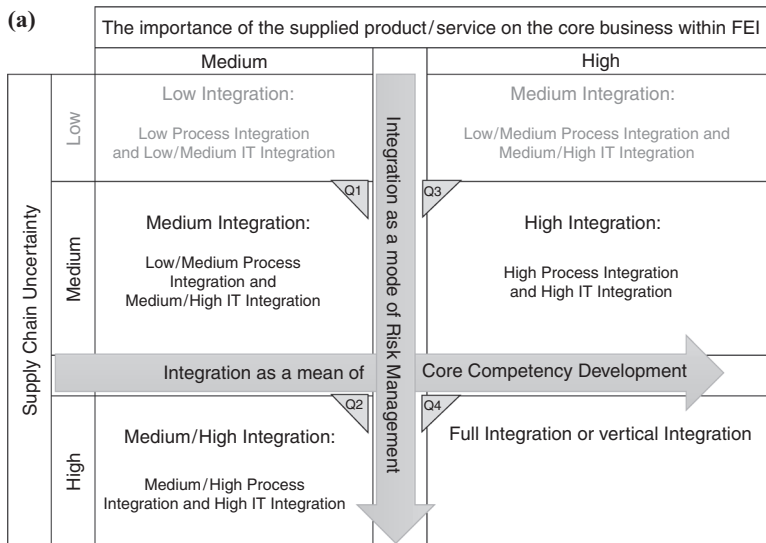 (a)
The importance of the supplied product/service on the core business within FEI
Medium
High
Supply Chain Uncertainty
Low
Low Integration:
Low Process Integration
and Low/Medium IT Integration
Medium Integration:
Low/Medium Process Integration and
Medium/High IT Integration
Q1
Q3
Integration as a mode of Risk Management
Medium
Medium Integration:
Low/Medium Process
Integration and
Medium/High IT Integration
High Integration:
High Process Integration
and High IT Integration
Integration as a mean of
Core Competency Development
Q2
Q4
High
Medium/High Integration:
Medium/High Process
Integration and High IT Integration
Full Integration or vertical Integration